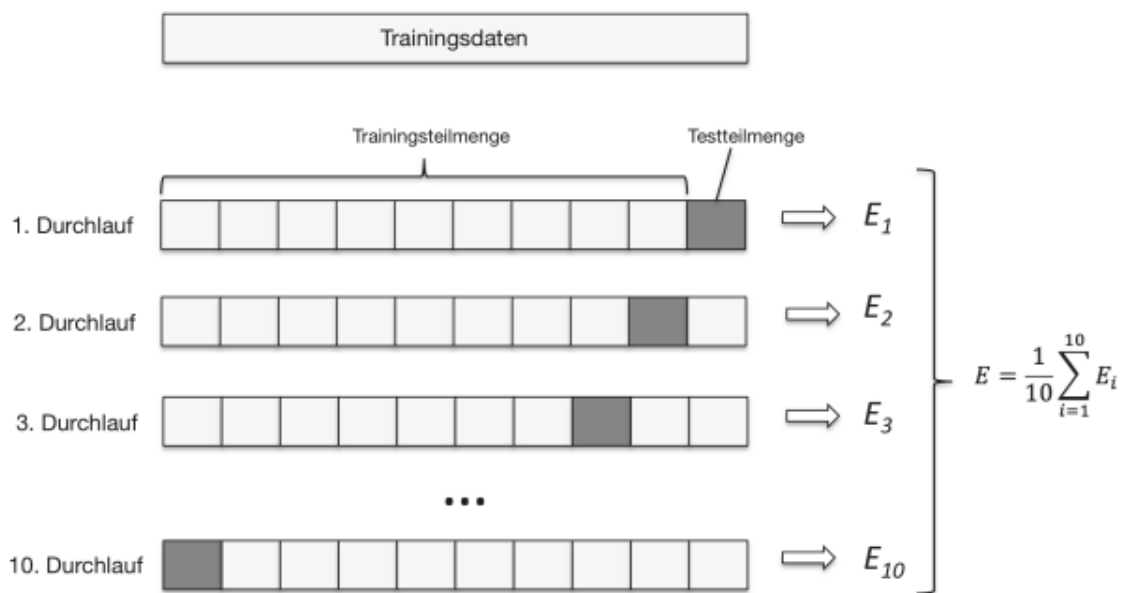 Trainingsdaten
Trainingsteilmenge
Testteilmenge
1. Durchlauf
E₁
2. Durchlauf
E₂
3. Durchlauf
E₃
E = 1/10 ∑_{i=1}^{10} E_i
...
10. Durchlauf
E₁₀